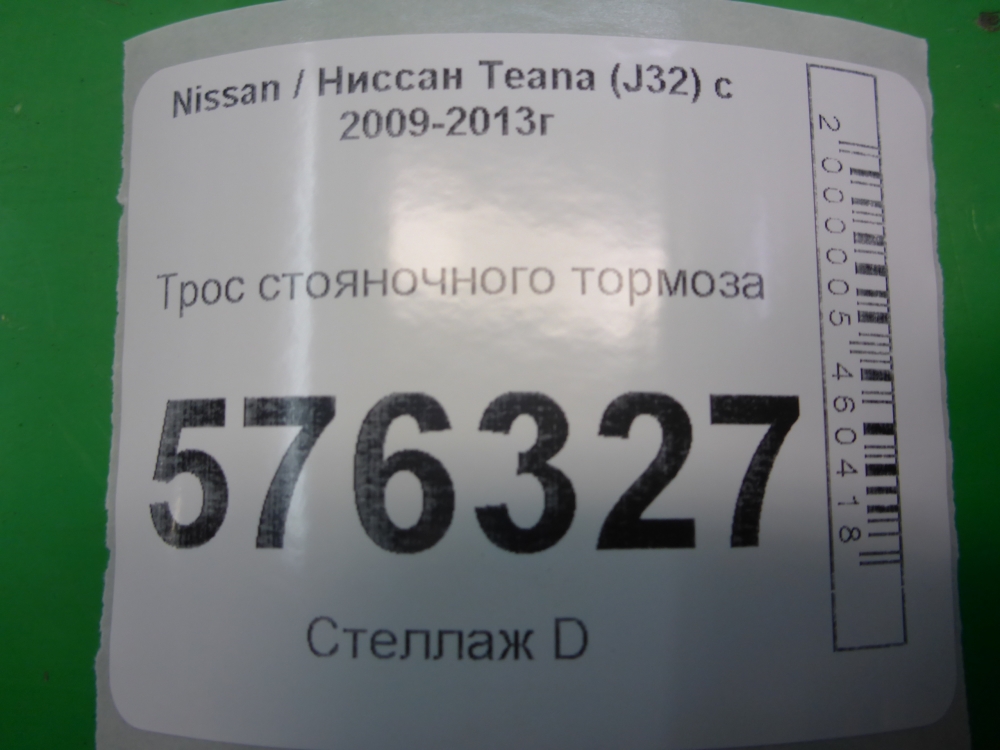 Nissan / Ниссан Teana (J32) с
2009-2013г
Трос стояночного тормоза
576327
Стеллаж D
2000005460418